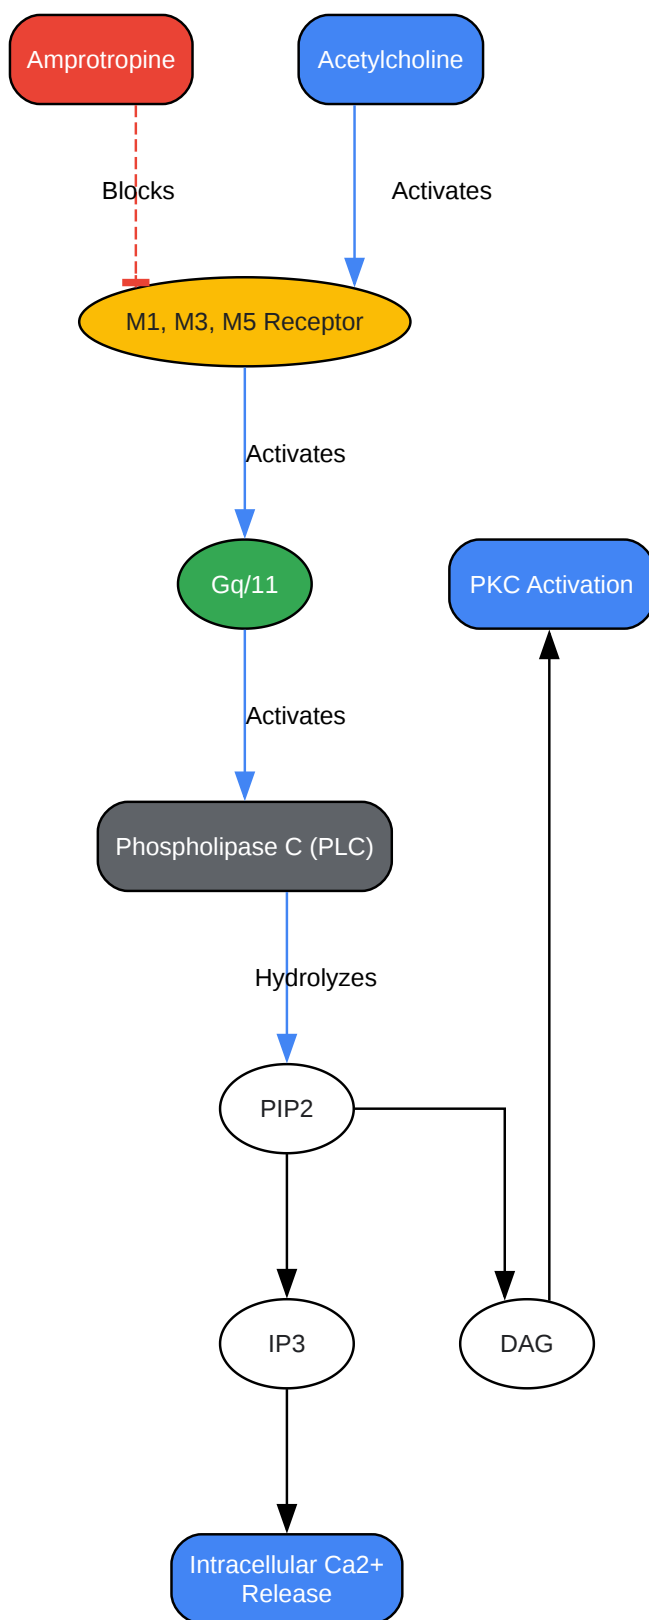 Amprotropine
Acetylcholine
Blocks
Activates
M1, M3, M5 Receptor
Activates
Gq/11
PKC Activation
Activates
Phospholipase C (PLC)
Hydrolyzes
PIP2
IP3
DAG
Intracellular Ca2+
Release